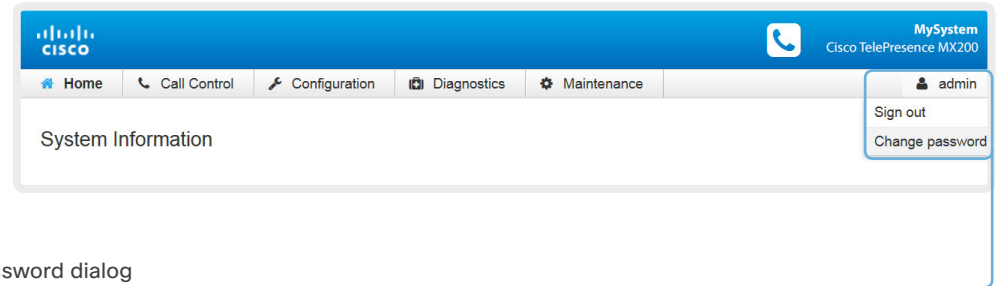 CISCO
MySystem
Cisco TelePresence MX200
Home Call Control Configuration Diagnostics Maintenance admin
Sign out
System Information
Change password
sword dialog